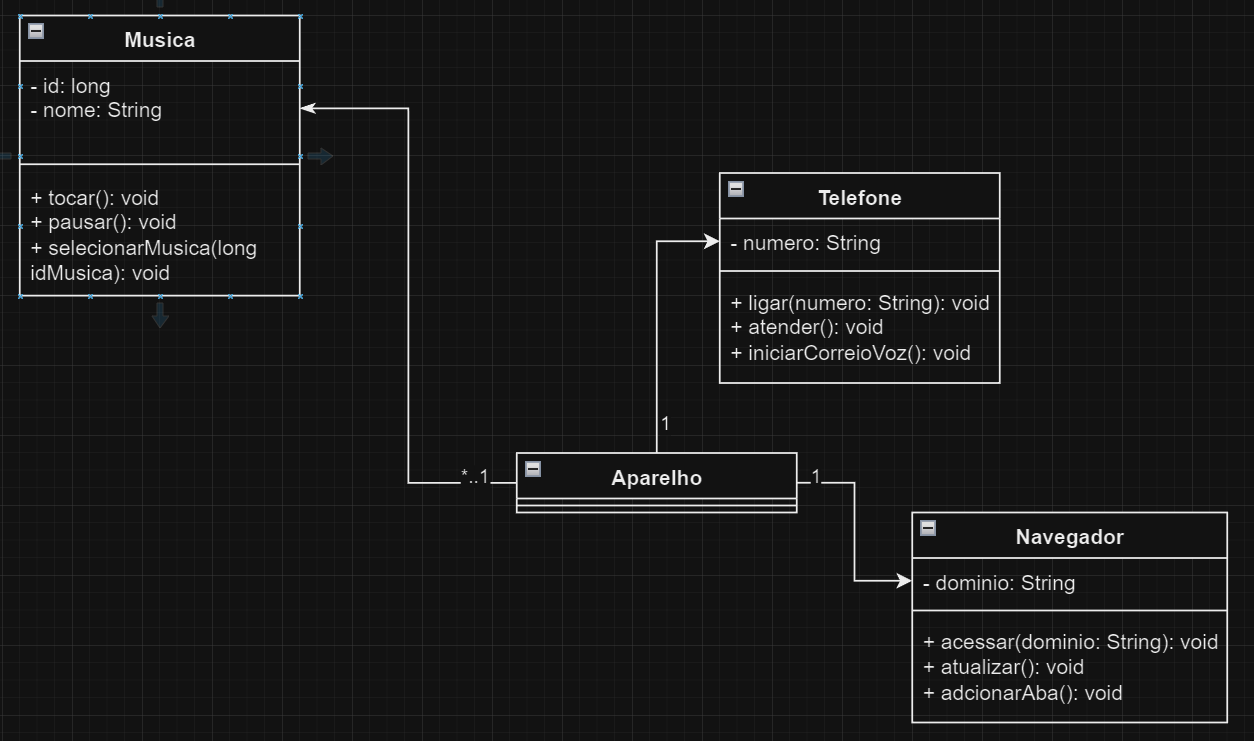 Musica
- id: long
- nome: String
+ tocar(): void
+ pausar(): void
+ selecionarMusica(long
idMusica): void
Telefone
- numero: String
+ ligar(numero: String): void
+ atender(): void
+ iniciarCorreioVoz(): void
1
*..1
Aparelho
1
Navegador
- dominio: String
+ acessar(dominio: String): void
+ atualizar(): void
+ adcionarAba(): void